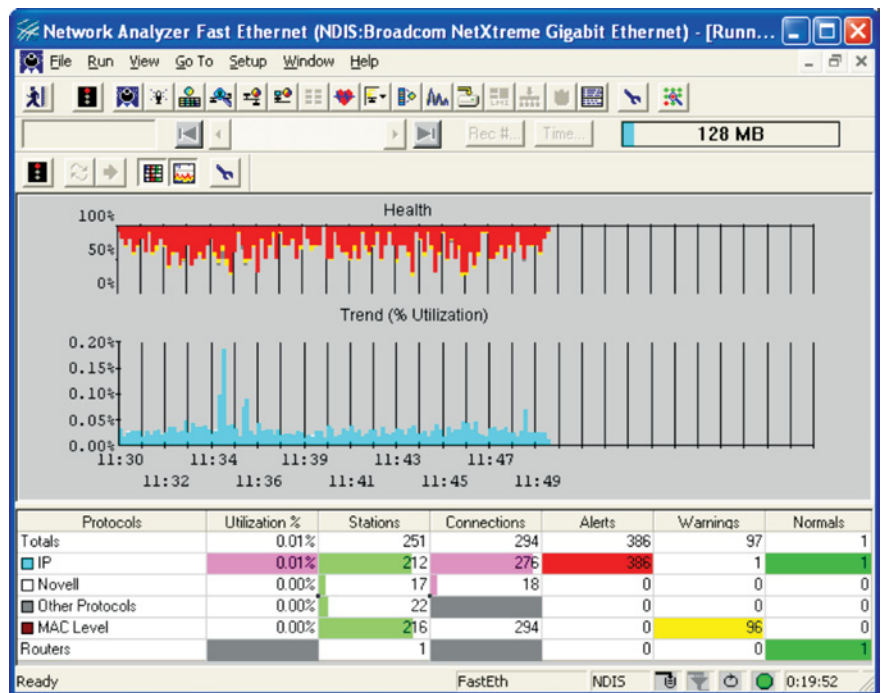 Network Analyzer Fast Ethernet (NDIS:Broadcom NetXtreme Gigabit Ethernet) - [Runn...
File Run View Go To Setup Window Help
Rec #... Time... 128 MB
Health
100%
50%
0%
Trend (% Utilization)
0.20%
0.15%
0.10%
0.05%
0.00%
11:30 11:34 11:39 11:43 11:47
11:32 11:36 11:41 11:45 11:49
Protocols Utilization % Stations Connections Alerts Warnings Normals
Totals 0.01% 251 294 386 97 1
IP 0.01% 212 276 386 1 1
Novell 0.00% 17 18 0 0 0
Other Protocols 0.00% 22 0 0 0
MAC Level 0.00% 216 294 0 96 0
Routers 1 0 0 1
Ready FastEth NDIS 0:19:52